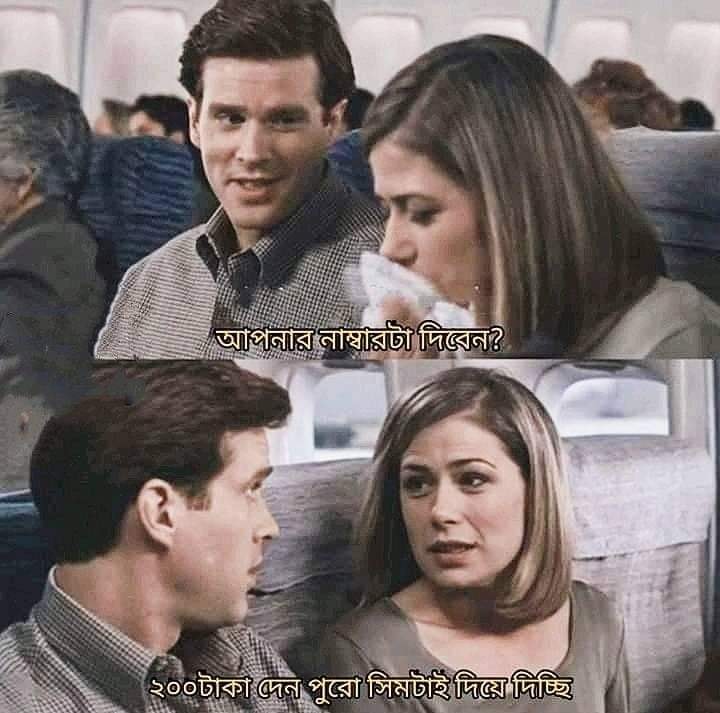 আপনার নাম্বারটা দিবেন?
২০০টাকা দেন পুরো সিমটাই দিয়ে দিচ্ছি